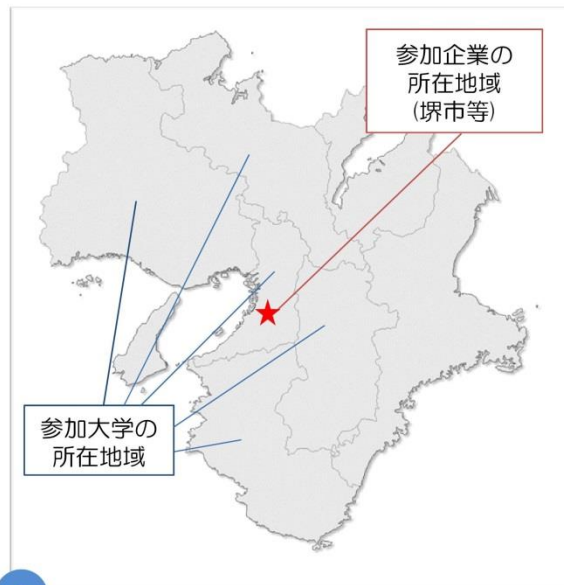 参加企業の
所在地域
(堺市等)
参加大学の
所在地域